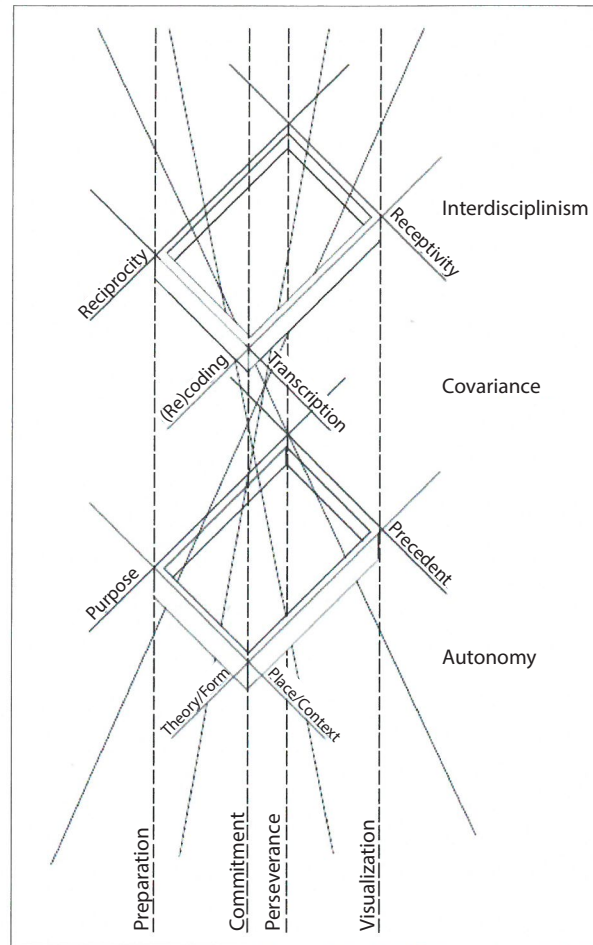 Interdisciplinism
Reciprocity
Receptivity
(Re)coding
Transcription
Covariance
Purpose
Precedent
Autonomy
Theory/Form
Place/Context
Preparation
Commitment
Perseverance
Visualization